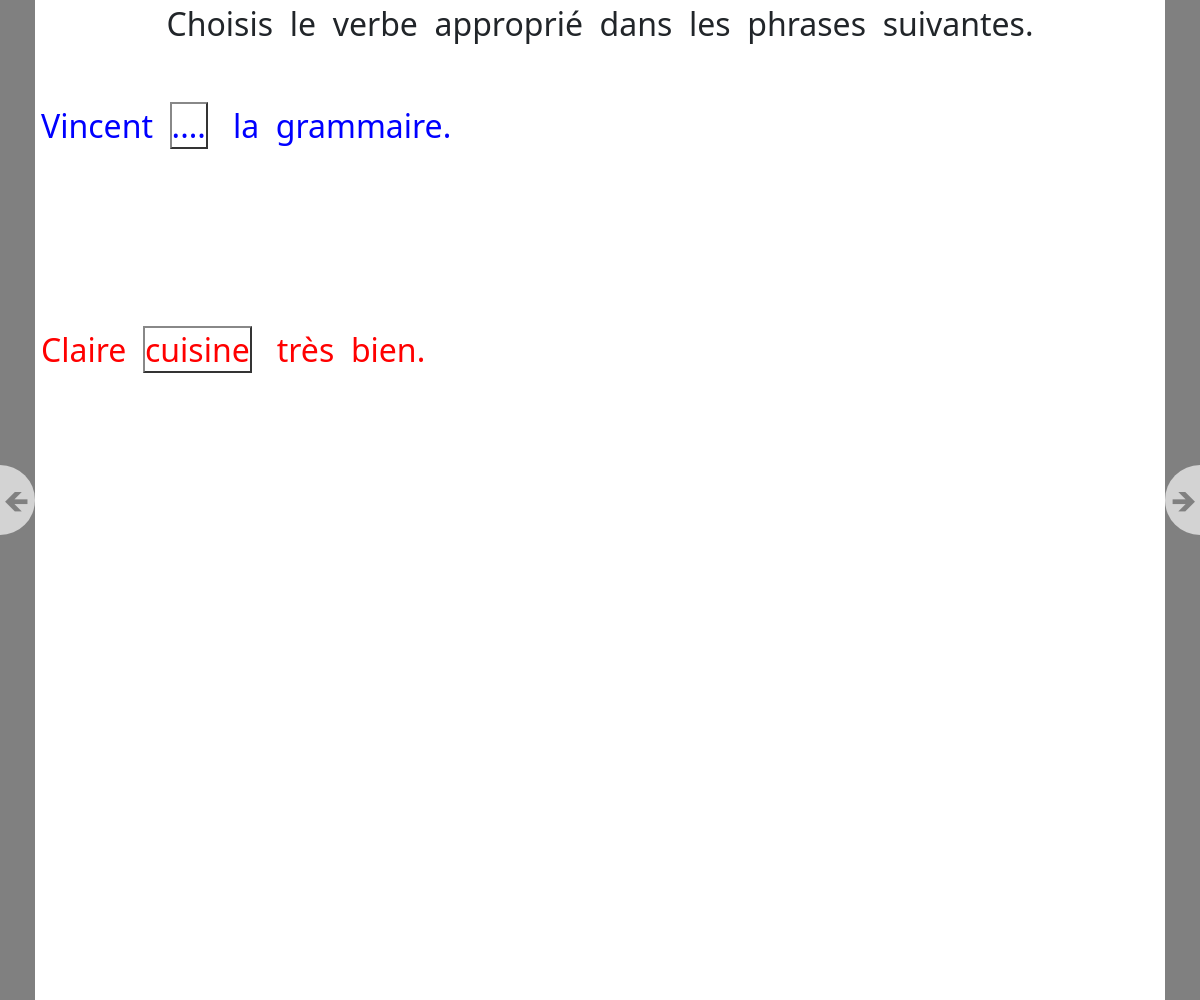 Choisis le verbe approprié dans les phrases suivantes.
Vincent .... la grammaire.
Claire cuisine très bien.